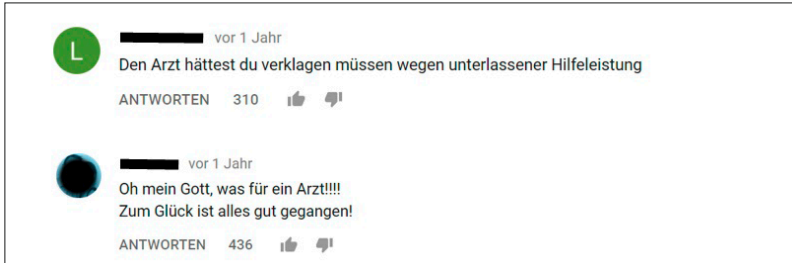 L
vor 1 Jahr
Den Arzt hättest du verklagen müssen wegen unterlassener Hilfeleistung
ANTWORTEN 310
vor 1 Jahr
Oh mein Gott, was für ein Arzt!!!!
Zum Glück ist alles gut gegangen!
ANTWORTEN 436